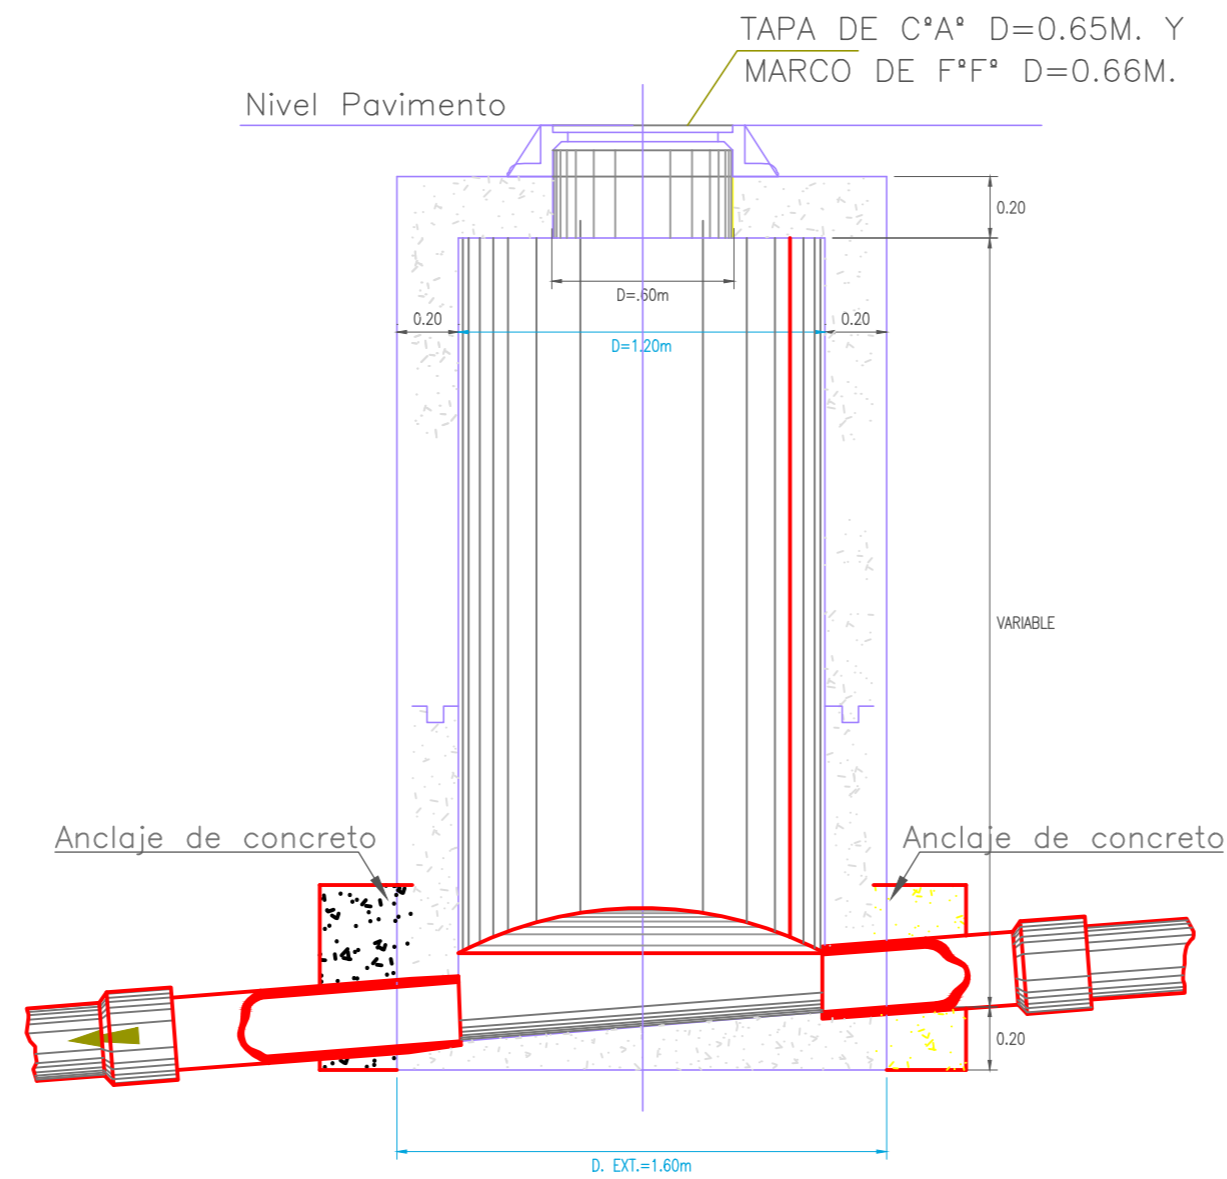 TAPA DE CºAº D=0.65M. Y
MARCO DE FºFº D=0.66M.
Nivel Pavimento
0.20
D=.60m
0.20
0.20
D=1.20m
VARIABLE
Anclaje de concreto
Anclaje de concreto
0.20
D. EXT.=1.60m